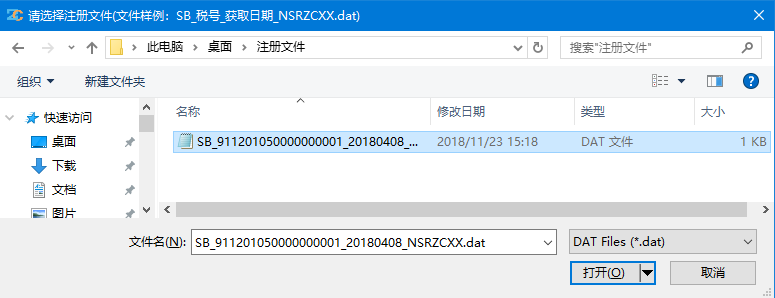 请选择注册文件(文件样例：SB_税号_获取日期_NSRZCXX.dat)
此电脑 > 桌面 > 注册文件
搜索"注册文件"
组织 新建文件夹
名称 修改日期 类型 大小
快速访问
SB_911201050000000001_20180408_... 2018/11/23 15:18 DAT 文件 1 KB
桌面
下载
文档
图片
文件名(N): SB_911201050000000001_20180408_NSRZCXX.dat DAT Files (*.dat)
打开(O) 取消